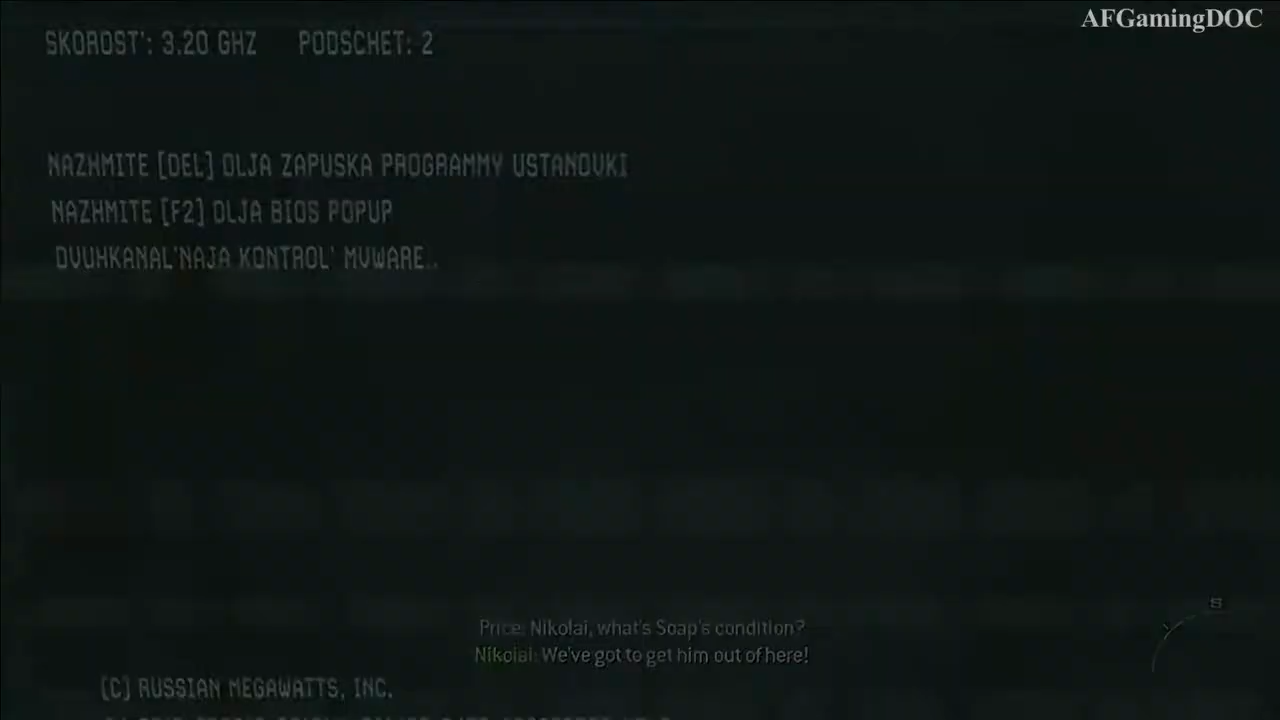 AFGamingDOC
SKOROST': 3.20 GHZ PODSCHET: 2
NAZHMITE [DEL] DLJA ZAPUSKA PROGRAMMY USTANOVKI
NAZHMITE [F2] DLJA BIOS POPUP
DVUHKANAL'NAJA KONTROL' MVWARE..
Price: Nikolai, what's Soap's condition?
Nikolai: We've got to get him out of here!
(C) RUSSIAN MEGAWATTS, INC.
S